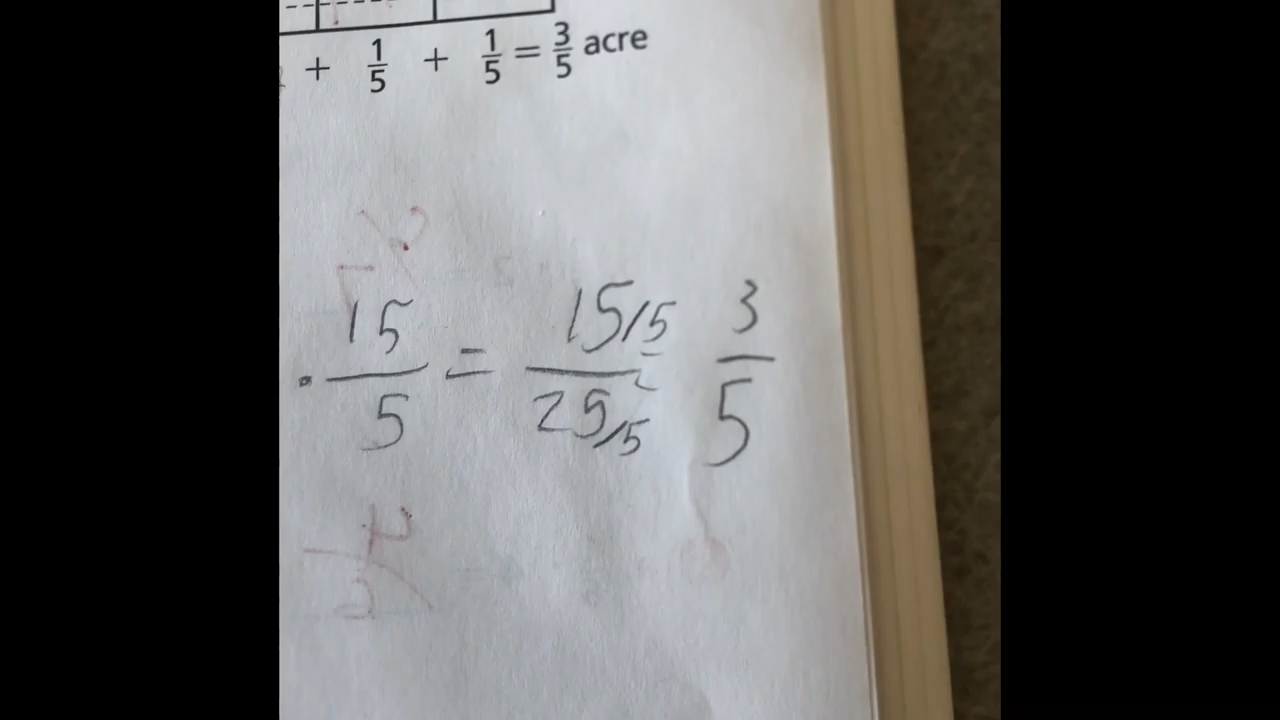 + 1/5 + 1/5 = 3/5 acre
· 15/5 = 15/5 / 25/5 3/5